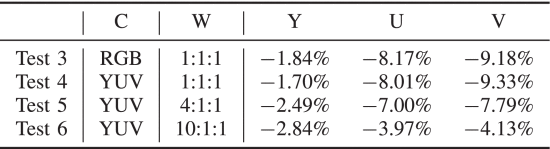 C W Y U V
Test 3 RGB 1:1:1 −1.84% −8.17% −9.18%
Test 4 YUV 1:1:1 −1.70% −8.01% −9.33%
Test 5 YUV 4:1:1 −2.49% −7.00% −7.79%
Test 6 YUV 10:1:1 −2.84% −3.97% −4.13%